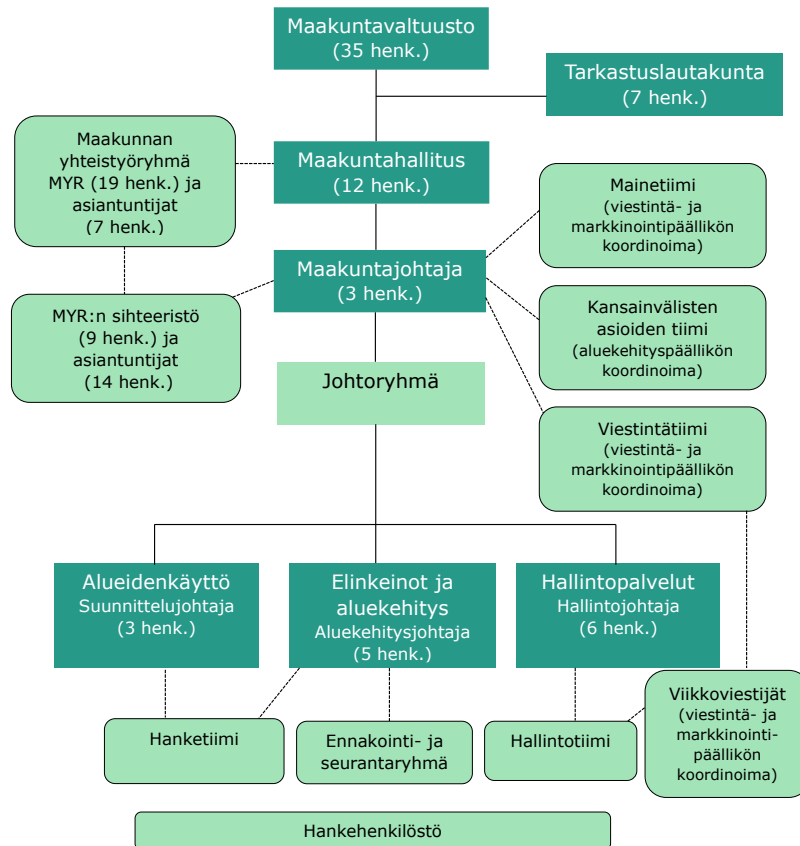 Maakuntavaltuusto
(35 henk.)
Tarkastuslautakunta
(7 henk.)
Maakunnan
yhteistyöryhmä
MYR (19 henk.) ja
asiantuntijat
(7 henk.)
Maakuntahallitus
(12 henk.)
Mainetiimi
(viestintä- ja
markkinointipäällikön
koordinoima)
Maakuntajohtaja
(3 henk.)
MYR:n sihteeristö
(9 henk.) ja
asiantuntijat
(14 henk.)
Kansainvälisten
asioiden tiimi
(aluekehityspäällikön
koordinoima)
Johtoryhmä
Viestintätiimi
(viestintä- ja
markkinointipäällikön
koordinoima)
Alueidenkäyttö
Suunnittelujohtaja
(3 henk.)
Elinkeinot ja
aluekehitys
Aluekehitysjohtaja
(5 henk.)
Hallintopalvelut
Hallintojohtaja
(6 henk.)
Viikkoviestijät
(viestintä- ja
markkinointi-
päällikön
koordinoima)
Hanketiimi
Ennakointi- ja
seurantaryhmä
Hallintotiimi
Hankehenkilöstö